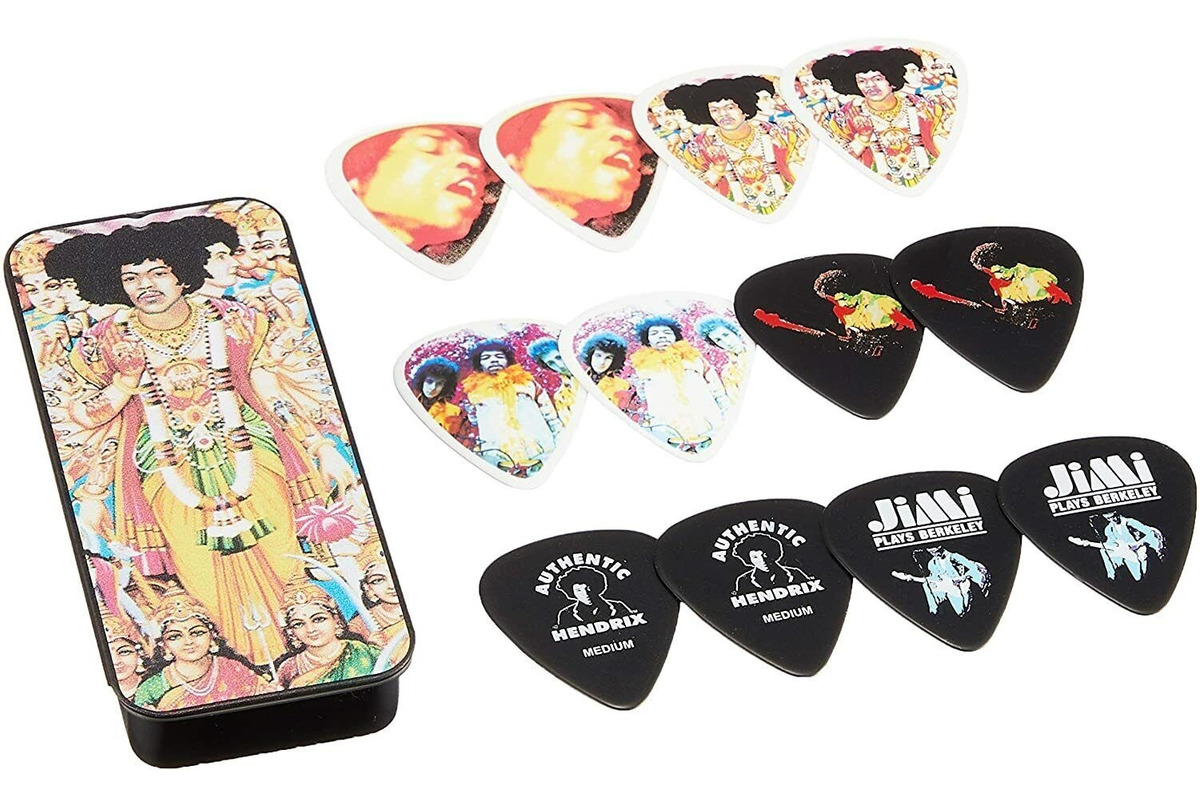 AUTHENTIC
HENDRIX
MEDIUM
AUTHENTIC
HENDRIX
MEDIUM
JiMi
PLAYS BERKELEY
JiMi
PLAYS BERKELEY